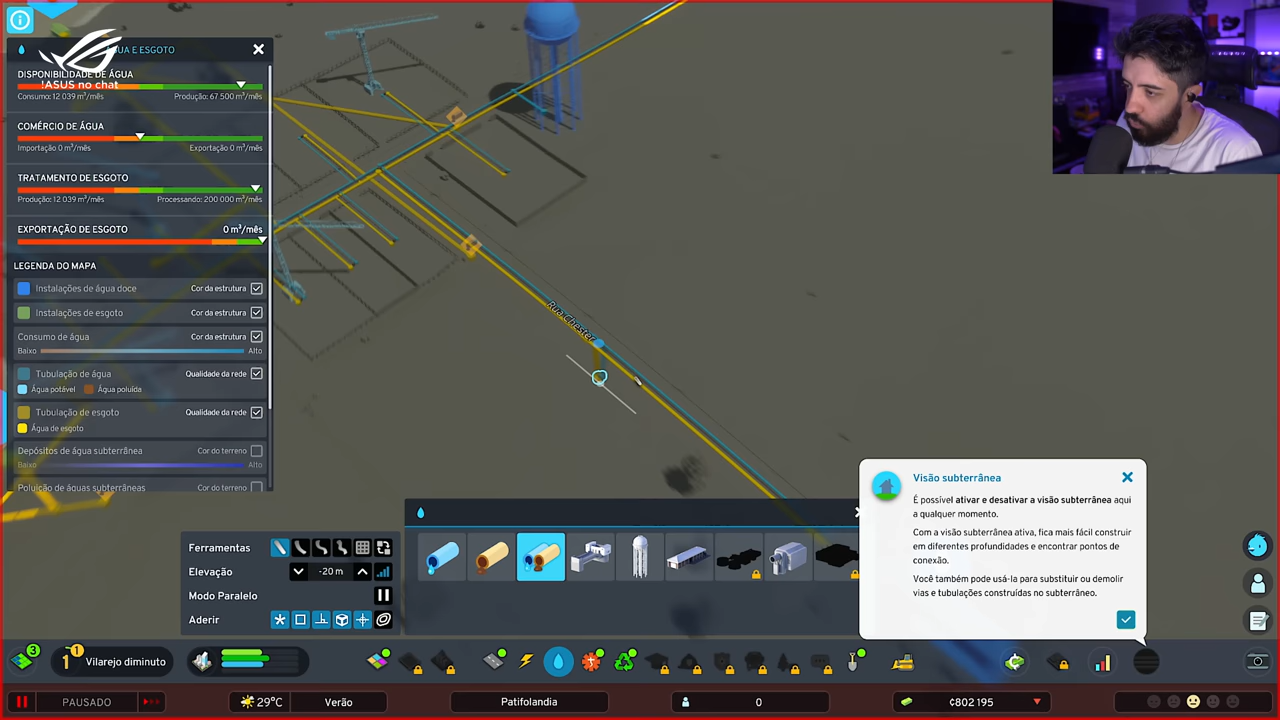 ÁGUA E ESGOTO
!ASUS no chat
DISPONIBILIDADE DE ÁGUA
Consumo: 12 039 m³/mês Produção: 67 500 m³/mês
COMÉRCIO DE ÁGUA
Importação 0 m³/mês Exportação 0 m³/mês
TRATAMENTO DE ESGOTO
Produção: 12 039 m³/mês Processando: 200 000 m³/mês
EXPORTAÇÃO DE ESGOTO 0 m³/mês
LEGENDA DO MAPA
Instalações de água doce Cor da estrutura
Instalações de esgoto Cor da estrutura
Consumo de água Cor da estrutura
Baixo Alto
Tubulação de água Qualidade da rede
Água potável Água poluída
Tubulação de esgoto Qualidade da rede
Água de esgoto
Depósitos de água subterrânea Cor do terreno
Baixo Alto
Poluição de águas subterrâneas Cor do terreno
Rua Chester
Visão subterrânea
É possível ativar e desativar a visão subterrânea aqui
a qualquer momento.
Com a visão subterrânea ativa, fica mais fácil construir
em diferentes profundidades e encontrar pontos de
conexão.
Você também pode usá-la para substituir ou demolir
vias e tubulações construídas no subterrâneo.
Ferramentas
Elevação -20 m
Modo Paralelo
Aderir
3
1 1 Vilarejo diminuto
PAUSADO 29°C Verão Patifolandia 0 ¢802 195